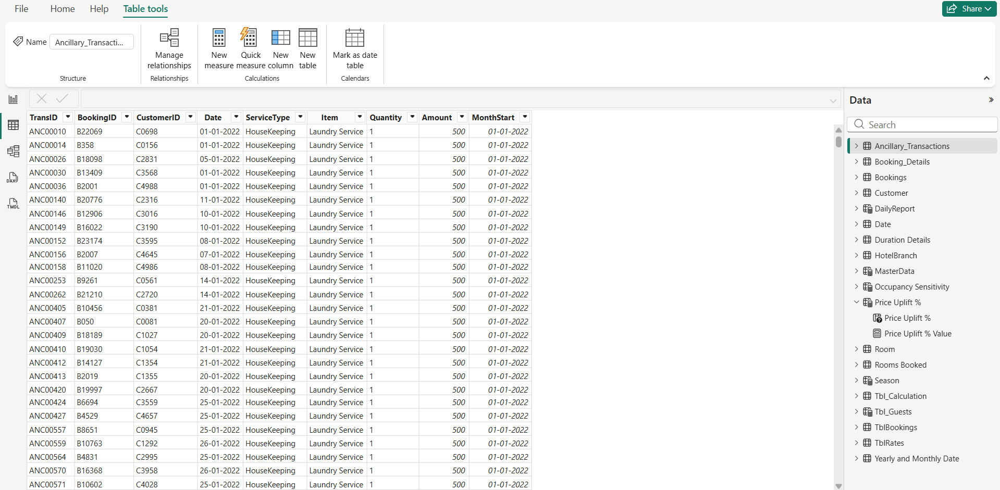 File Home Help Table tools Share
Name Ancillary_Transacti...
Manage relationships
New measure
Quick measure
New column
New table
Mark as date table
Structure Relationships Calculations Calendars
TransID BookingID CustomerID Date ServiceType Item Quantity Amount MonthStart
ANC00010 B22069 C0698 01-01-2022 HouseKeeping Laundry Service 1 500 01-01-2022
ANC00014 B358 C0156 01-01-2022 HouseKeeping Laundry Service 1 500 01-01-2022
ANC00026 B18098 C2831 05-01-2022 HouseKeeping Laundry Service 1 500 01-01-2022
ANC00030 B13409 C3568 01-01-2022 HouseKeeping Laundry Service 1 500 01-01-2022
ANC00036 B2001 C4988 01-01-2022 HouseKeeping Laundry Service 1 500 01-01-2022
ANC00140 B20776 C2316 11-01-2022 HouseKeeping Laundry Service 1 500 01-01-2022
ANC00146 B12906 C3016 10-01-2022 HouseKeeping Laundry Service 1 500 01-01-2022
ANC00149 B16022 C3190 10-01-2022 HouseKeeping Laundry Service 1 500 01-01-2022
ANC00152 B23174 C3595 08-01-2022 HouseKeeping Laundry Service 1 500 01-01-2022
ANC00156 B2007 C4645 07-01-2022 HouseKeeping Laundry Service 1 500 01-01-2022
ANC00158 B11020 C4986 08-01-2022 HouseKeeping Laundry Service 1 500 01-01-2022
ANC00253 B9261 C0561 14-01-2022 HouseKeeping Laundry Service 1 500 01-01-2022
ANC00262 B21210 C2720 14-01-2022 HouseKeeping Laundry Service 1 500 01-01-2022
ANC00405 B10456 C0381 21-01-2022 HouseKeeping Laundry Service 1 500 01-01-2022
ANC00407 B050 C0081 20-01-2022 HouseKeeping Laundry Service 1 500 01-01-2022
ANC00409 B18189 C1027 20-01-2022 HouseKeeping Laundry Service 1 500 01-01-2022
ANC00410 B19030 C1054 21-01-2022 HouseKeeping Laundry Service 1 500 01-01-2022
ANC00412 B14127 C1354 21-01-2022 HouseKeeping Laundry Service 1 500 01-01-2022
ANC00413 B2019 C1355 20-01-2022 HouseKeeping Laundry Service 1 500 01-01-2022
ANC00420 B19997 C2667 20-01-2022 HouseKeeping Laundry Service 1 500 01-01-2022
ANC00424 B6694 C3559 25-01-2022 HouseKeeping Laundry Service 1 500 01-01-2022
ANC00427 B4529 C4657 25-01-2022 HouseKeeping Laundry Service 1 500 01-01-2022
ANC00557 B8651 C0945 25-01-2022 HouseKeeping Laundry Service 1 500 01-01-2022
ANC00559 B10763 C1292 26-01-2022 HouseKeeping Laundry Service 1 500 01-01-2022
ANC00564 B4831 C2995 25-01-2022 HouseKeeping Laundry Service 1 500 01-01-2022
ANC00570 B16368 C3958 26-01-2022 HouseKeeping Laundry Service 1 500 01-01-2022
ANC00571 B10602 C4028 25-01-2022 HouseKeeping Laundry Service 1 500 01-01-2022
DAX
TMDL
Data
Search
Ancillary_Transactions
Booking_Details
Bookings
Customer
DailyReport
Date
Duration Details
HotelBranch
MasterData
Occupancy Sensitivity
Price Uplift %
Price Uplift %
Price Uplift % Value
Room
Rooms Booked
Season
Tbl_Calculation
Tbl_Guests
TblBookings
TblRates
Yearly and Monthly Date